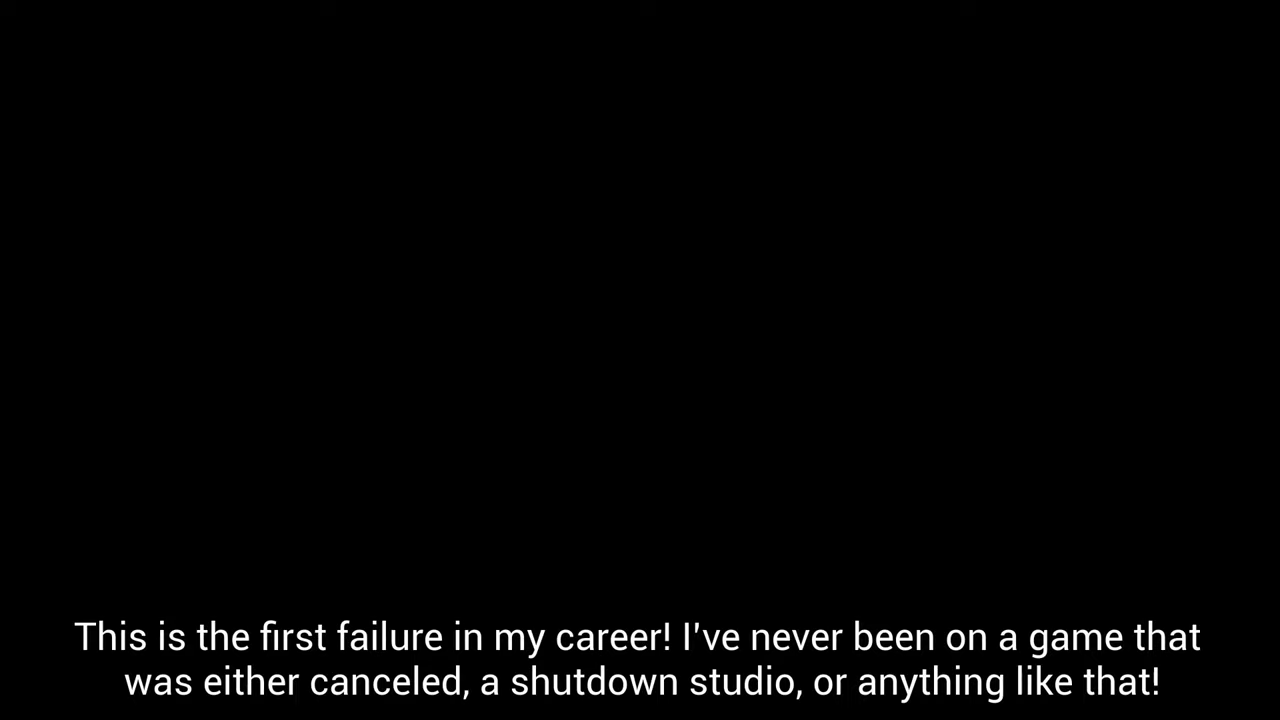 This is the first failure in my career! I've never been on a game that
was either canceled, a shutdown studio, or anything like that!